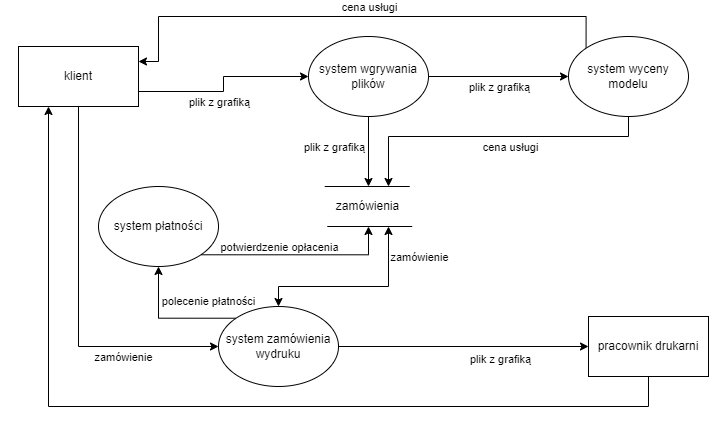 cena usługi
klient
system wgrywania
plików
system wyceny
modelu
plik z grafiką
plik z grafiką
plik z grafiką
cena usługi
zamówienia
system płatności
potwierdzenie opłacenia
zamówienie
polecenie płatności
system zamówienia
wydruku
pracownik drukarni
zamówienie
plik z grafiką